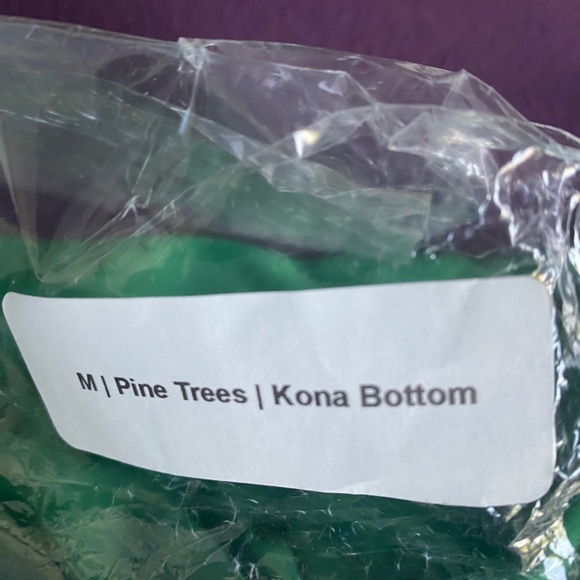 M | Pine Trees | Kona Bottom